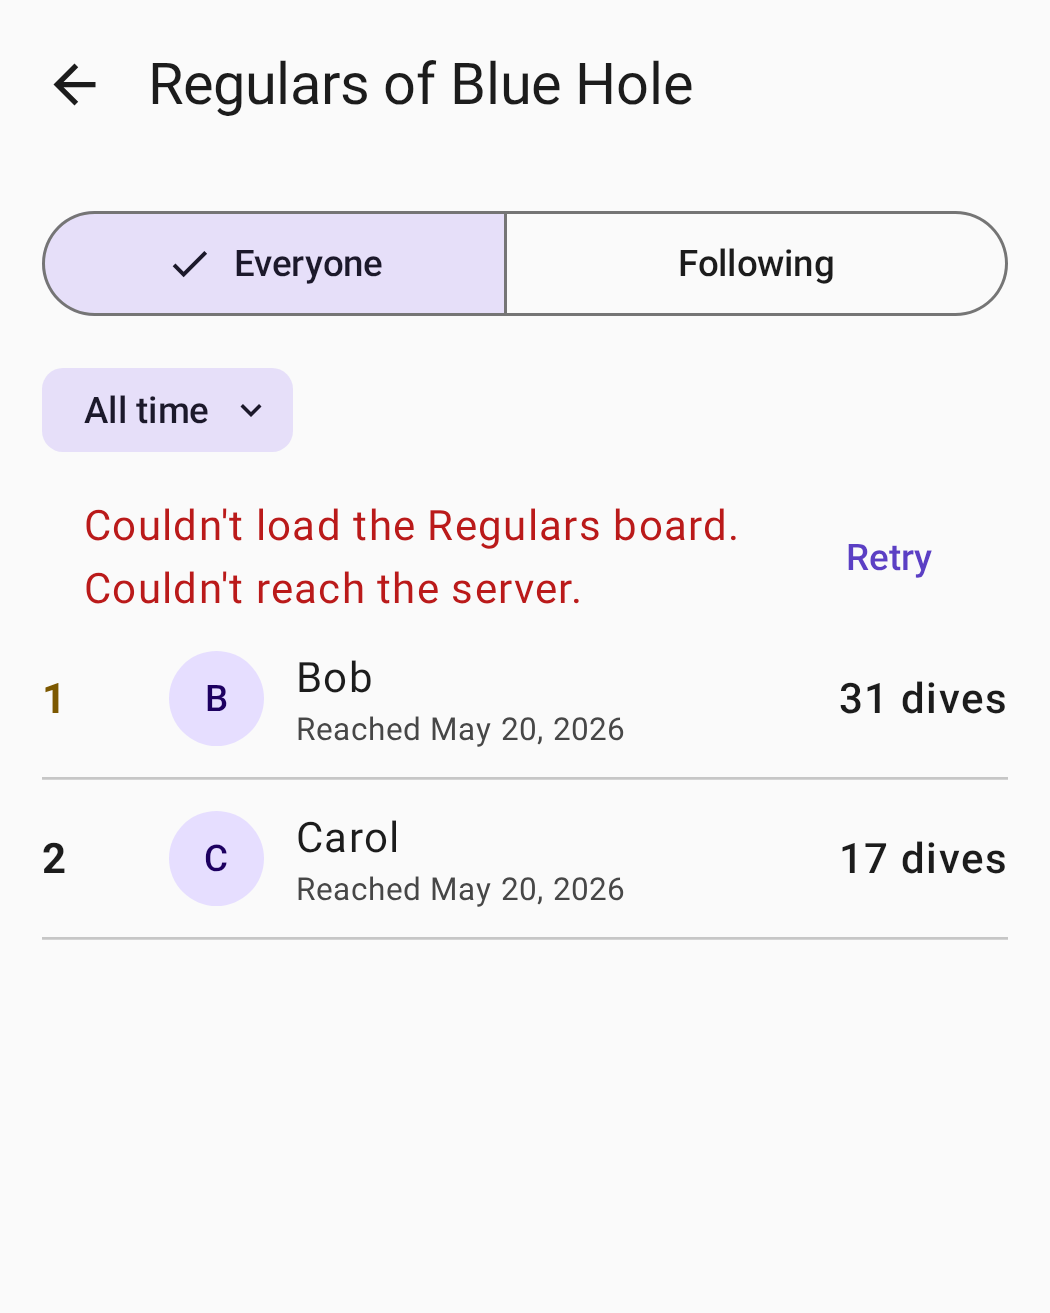 Regulars of Blue Hole
Everyone
Following
All time
Couldn't load the Regulars board.
Couldn't reach the server.
Retry
1
B
Bob
Reached May 20, 2026
31 dives
2
C
Carol
Reached May 20, 2026
17 dives